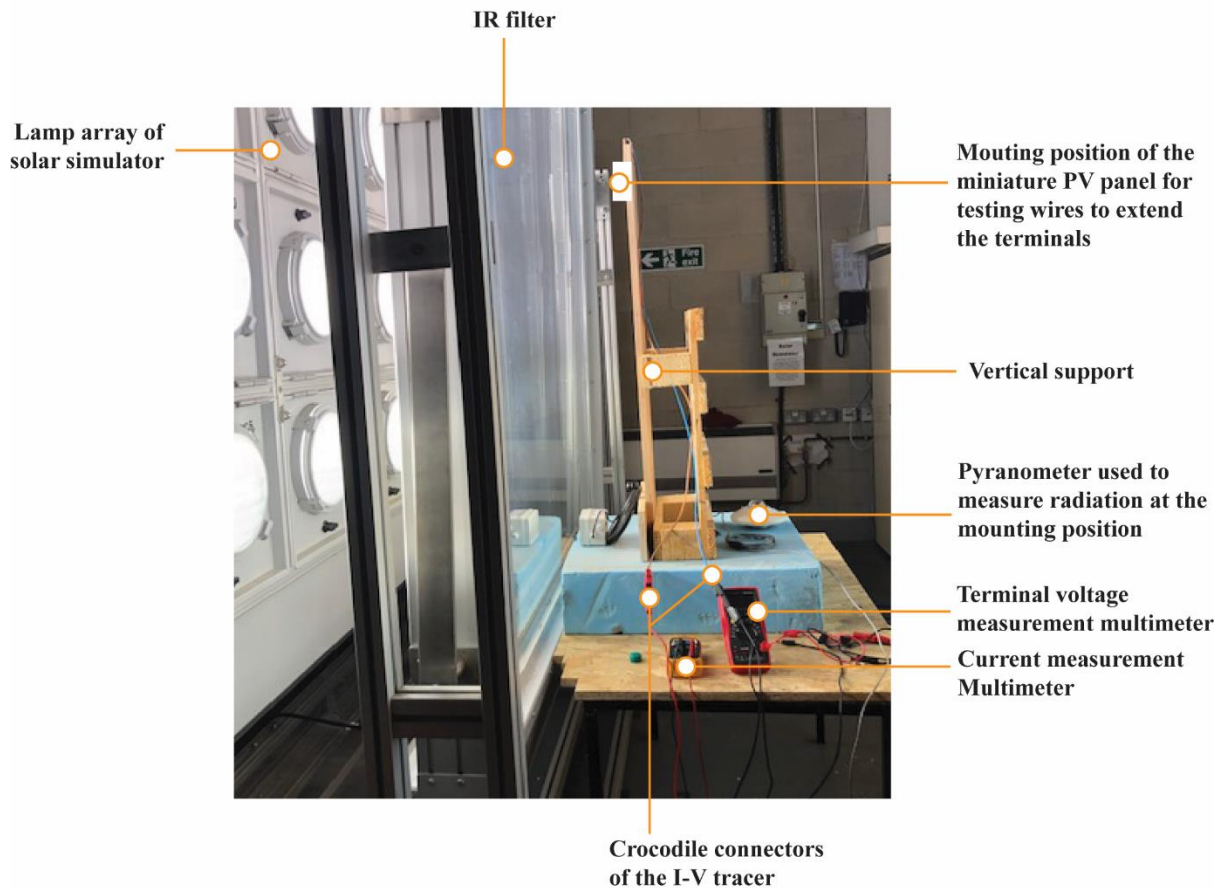 IR filter
Lamp array of
solar simulator
Mouting position of the
miniature PV panel for
testing wires to extend
the terminals
Fire
exit
Vertical support
Pyranometer used to
measure radiation at the
mounting position
Terminal voltage
measurement multimeter
Current measurement
Multimeter
Crocodile connectors
of the I-V tracer